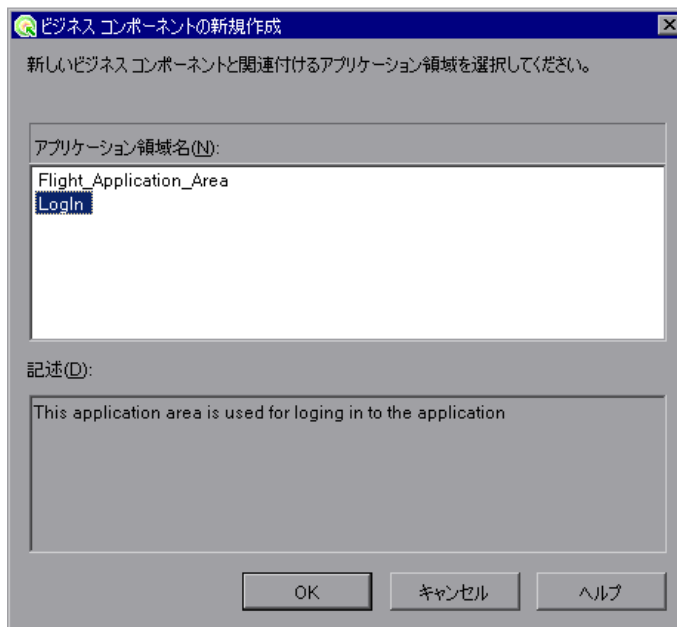 ビジネス コンポーネントの新規作成
新しいビジネス コンポーネントと関連付けるアプリケーション領域を選択してください。
アプリケーション領域名(N):
Flight_Application_Area
LogIn
記述(D):
This application area is used for loging in to the application
OK キャンセル ヘルプ